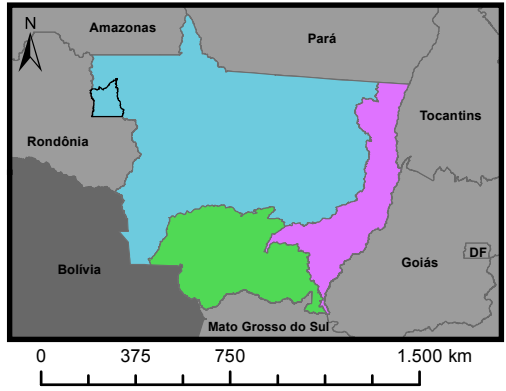 N
Amazonas
Pará
Tocantins
Rondônia
Bolívia
Goiás
DF
Mato Grosso do Sul
0 375 750 1.500 km